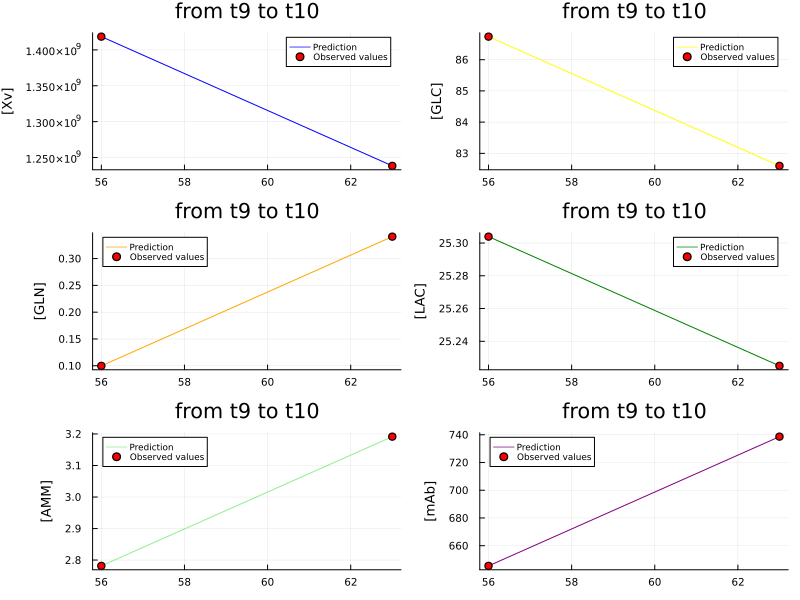 from t9 to t10
[Xv]
1.400×10⁹
1.350×10⁹
1.300×10⁹
1.250×10⁹
56 58 60 62
Prediction
Observed values
from t9 to t10
[GLC]
86
85
84
83
56 58 60 62
Prediction
Observed values
from t9 to t10
[GLN]
0.30
0.25
0.20
0.15
0.10
56 58 60 62
Prediction
Observed values
from t9 to t10
[LAC]
25.30
25.28
25.26
25.24
56 58 60 62
Prediction
Observed values
from t9 to t10
[AMM]
3.2
3.1
3.0
2.9
2.8
56 58 60 62
Prediction
Observed values
from t9 to t10
[mAb]
740
720
700
680
660
56 58 60 62
Prediction
Observed values